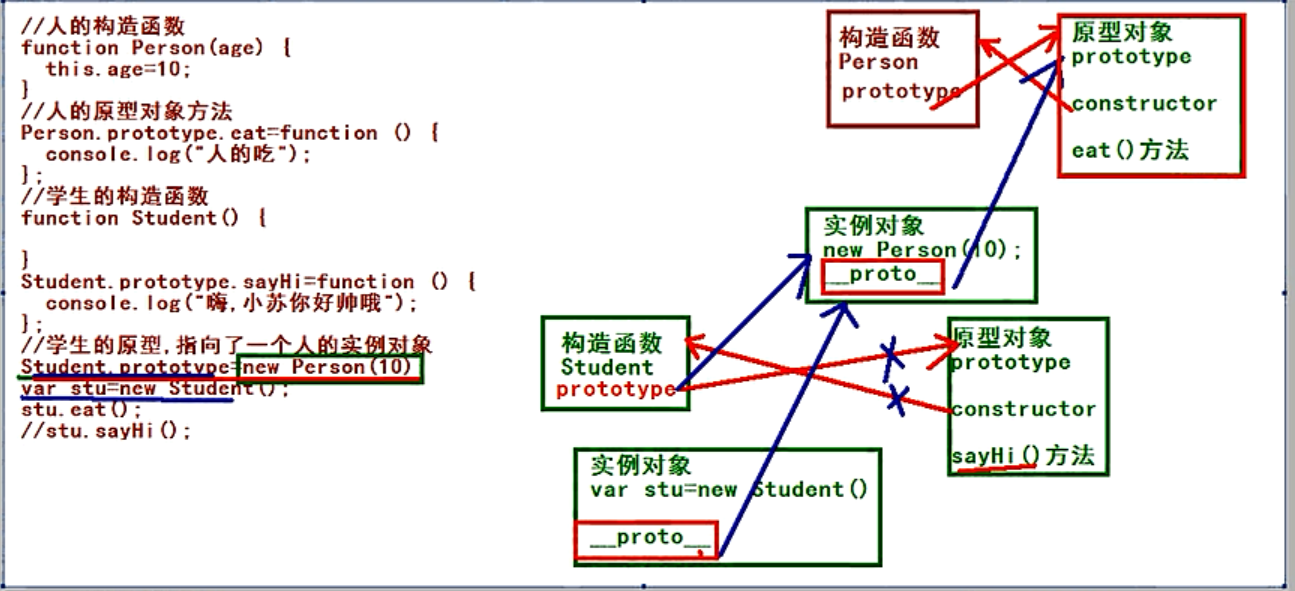 //人的构造函数
function Person(age) {
  this.age=10;
}
//人的原型对象方法
Person.prototype.eat=function () {
  console.log("人的吃");
};
//学生的构造函数
function Student() {

}
Student.prototype.sayHi=function () {
  console.log("嗨,小苏你好帅哦");
};
//学生的原型,指向了一个人的实例对象
Student.prototype=new Person(10)
var stu=new Student();
stu.eat();
//stu.sayHi();
构造函数
Person
prototype
原型对象
prototype
constructor
eat()方法
实例对象
new Person(10);
__proto__
构造函数
Student
prototype
原型对象
prototype
constructor
sayHi()方法
实例对象
var stu=new Student()
__proto__